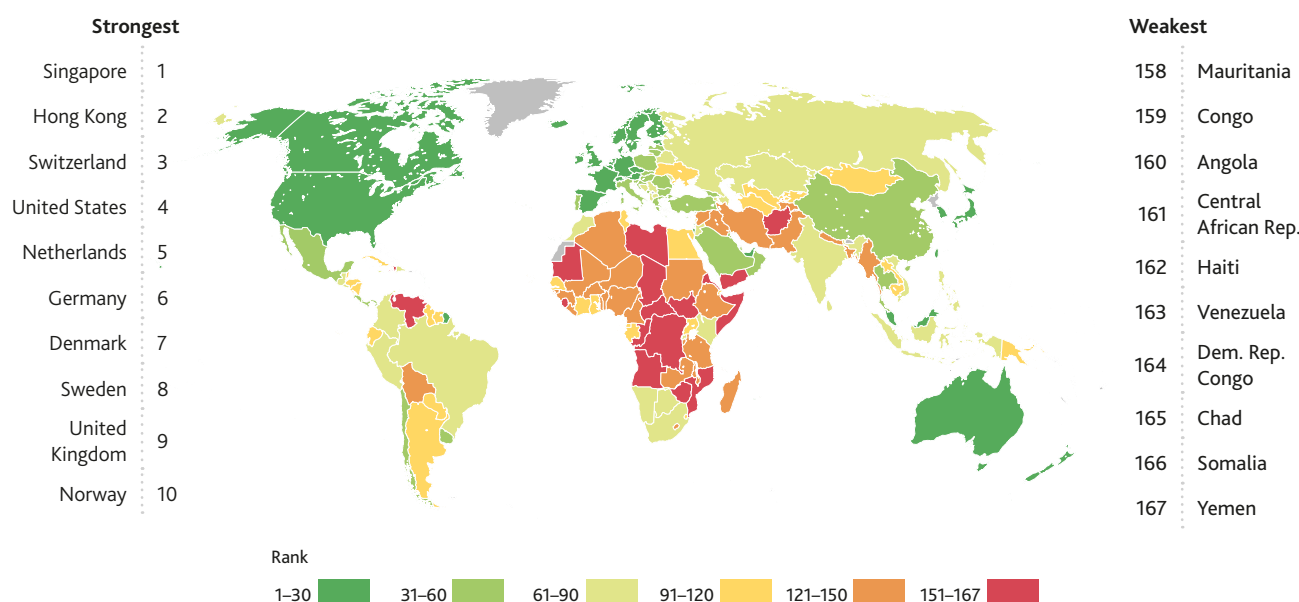 Strongest
Singapore 1
Hong Kong 2
Switzerland 3
United States 4
Netherlands 5
Germany 6
Denmark 7
Sweden 8
United
Kingdom 9
Norway 10
Weakest
158 Mauritania
159 Congo
160 Angola
161 Central
African Rep.
162 Haiti
163 Venezuela
164 Dem. Rep.
Congo
165 Chad
166 Somalia
167 Yemen
Rank
1–30 31–60 61–90 91–120 121–150 151–167